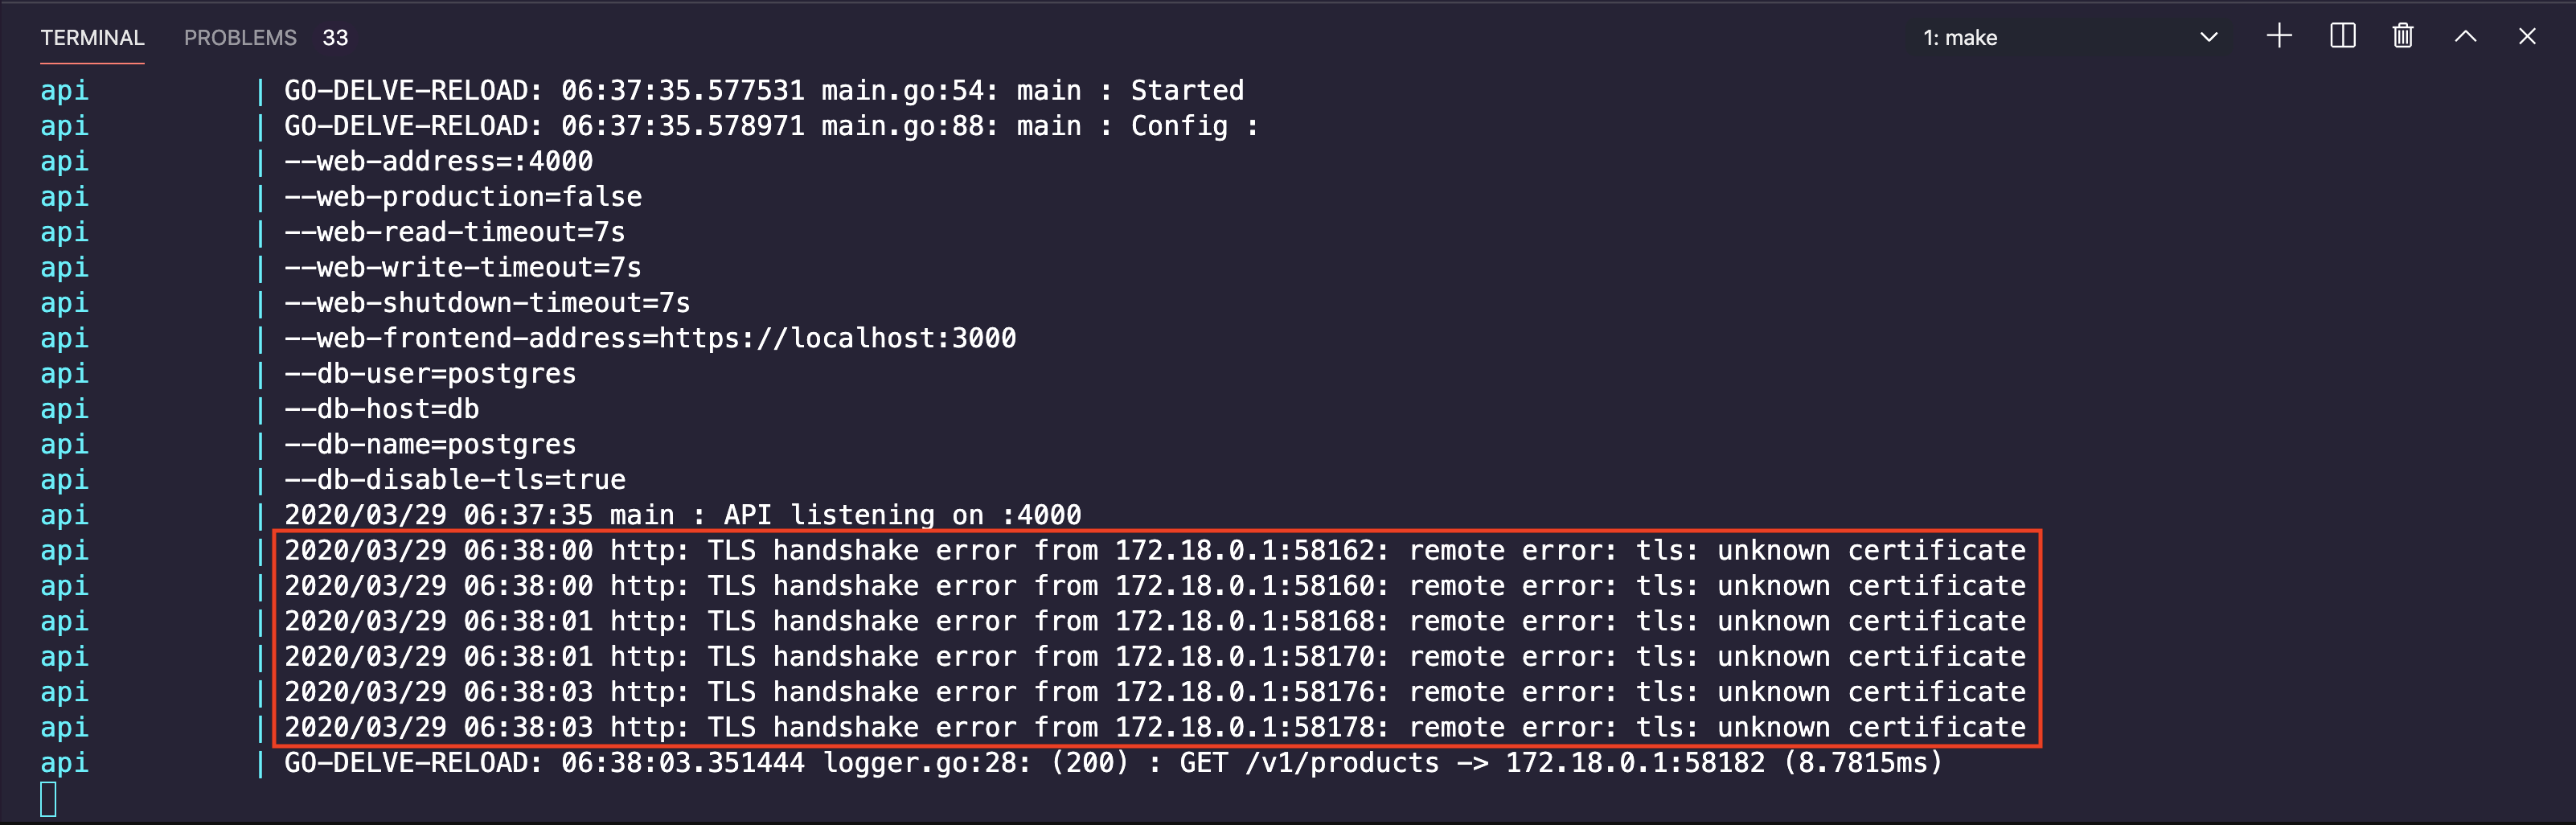 TERMINAL PROBLEMS 33 1: make
api | GO-DELVE-RELOAD: 06:37:35.577531 main.go:54: main : Started
api | GO-DELVE-RELOAD: 06:37:35.578971 main.go:88: main : Config :
api | --web-address=:4000
api | --web-production=false
api | --web-read-timeout=7s
api | --web-write-timeout=7s
api | --web-shutdown-timeout=7s
api | --web-frontend-address=https://localhost:3000
api | --db-user=postgres
api | --db-host=db
api | --db-name=postgres
api | --db-disable-tls=true
api | 2020/03/29 06:37:35 main : API listening on :4000
api | 2020/03/29 06:38:00 http: TLS handshake error from 172.18.0.1:58162: remote error: tls: unknown certificate
api | 2020/03/29 06:38:00 http: TLS handshake error from 172.18.0.1:58160: remote error: tls: unknown certificate
api | 2020/03/29 06:38:01 http: TLS handshake error from 172.18.0.1:58168: remote error: tls: unknown certificate
api | 2020/03/29 06:38:01 http: TLS handshake error from 172.18.0.1:58170: remote error: tls: unknown certificate
api | 2020/03/29 06:38:03 http: TLS handshake error from 172.18.0.1:58176: remote error: tls: unknown certificate
api | 2020/03/29 06:38:03 http: TLS handshake error from 172.18.0.1:58178: remote error: tls: unknown certificate
api | GO-DELVE-RELOAD: 06:38:03.351444 logger.go:28: (200) : GET /v1/products -> 172.18.0.1:58182 (8.7815ms)